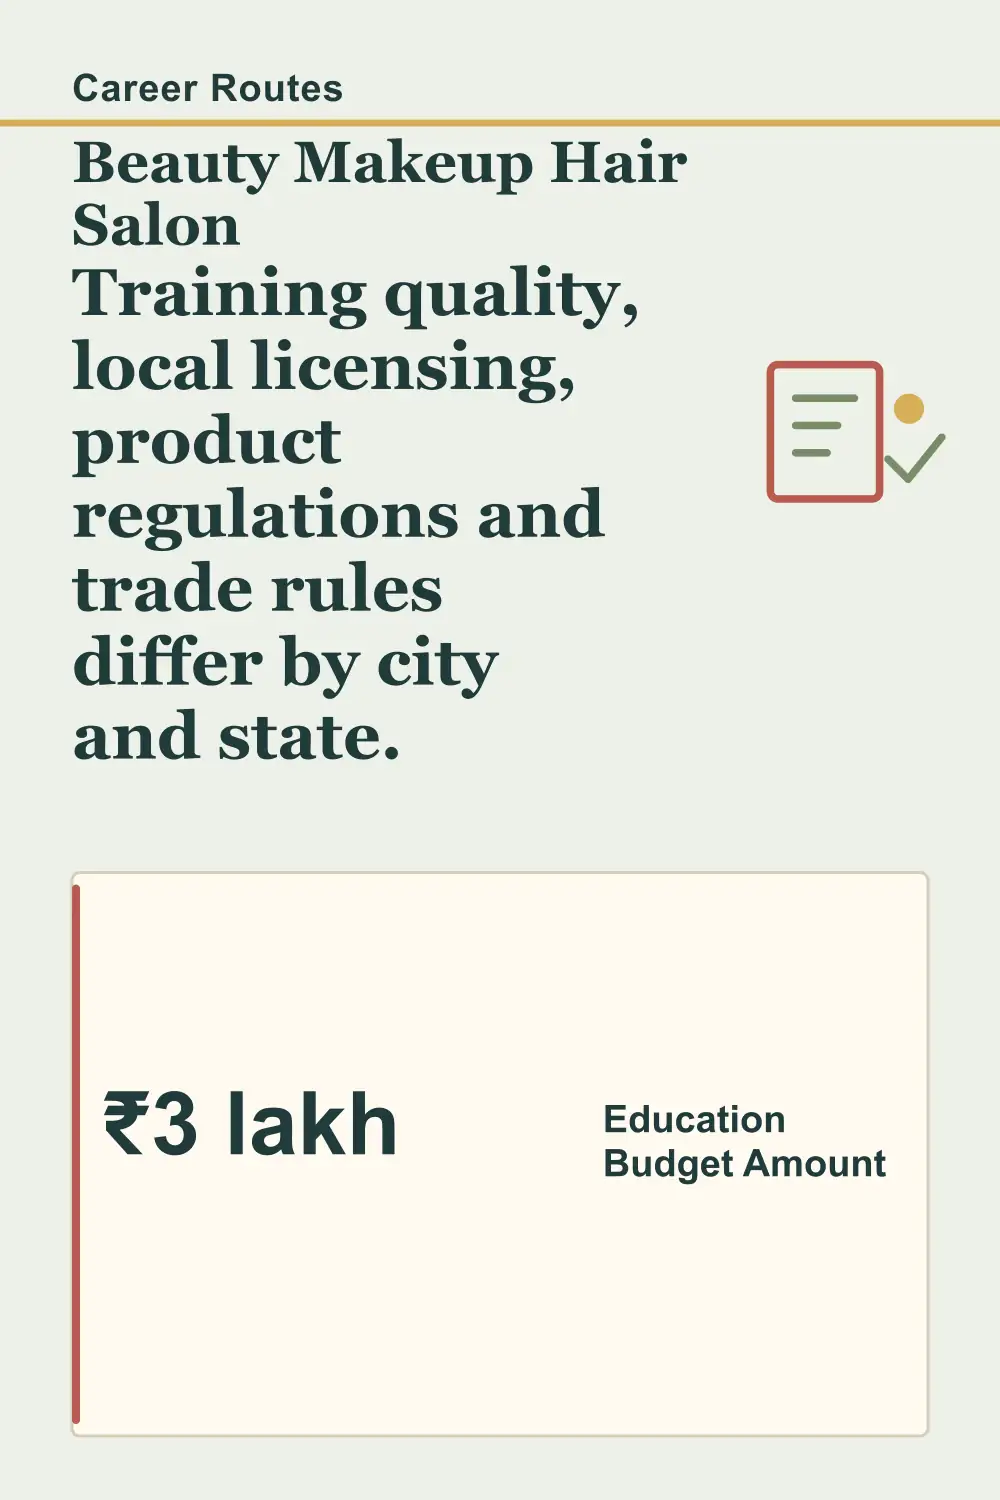 Career Routes
Beauty Makeup Hair
Salon
Training quality,
local licensing,
product
regulations and
trade rules
differ by city
and state.
₹3 lakh
Education
Budget Amount